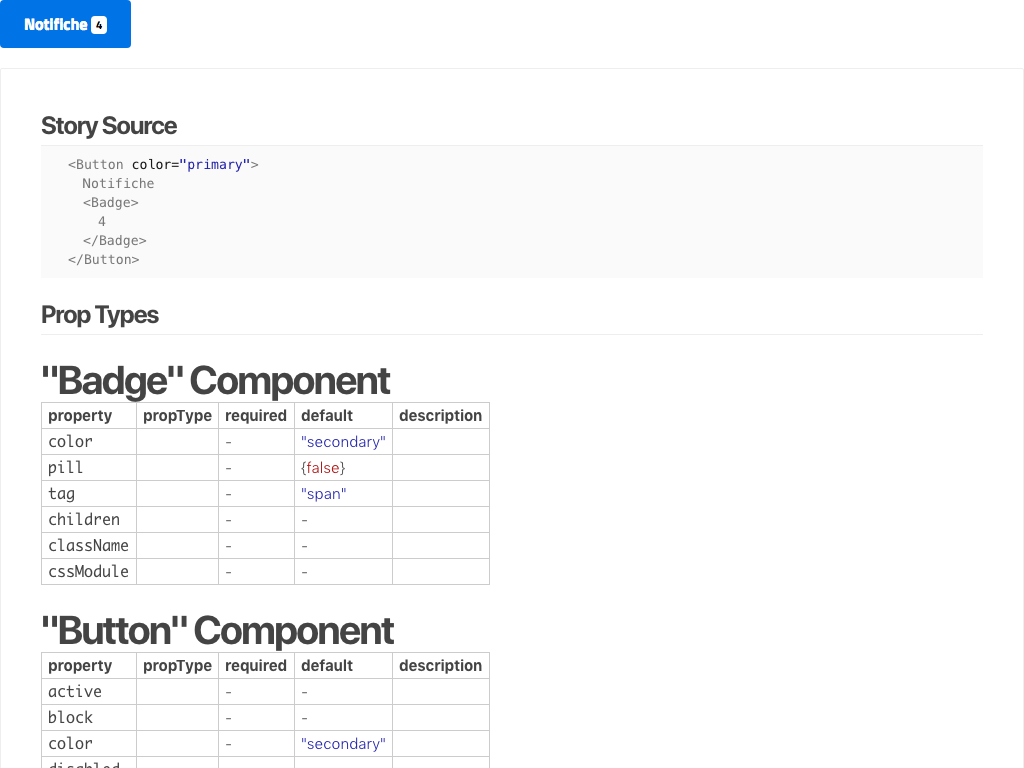 Notifiche 4
Story Source
<Button color="primary">
Notifiche
<Badge>
4
</Badge>
</Button>
Prop Types
"Badge" Component
property propType required default description
color - "secondary"
pill - {false}
tag - "span"
children - -
className - -
cssModule - -
"Button" Component
property propType required default description
active - -
block - -
color - "secondary"
disabled